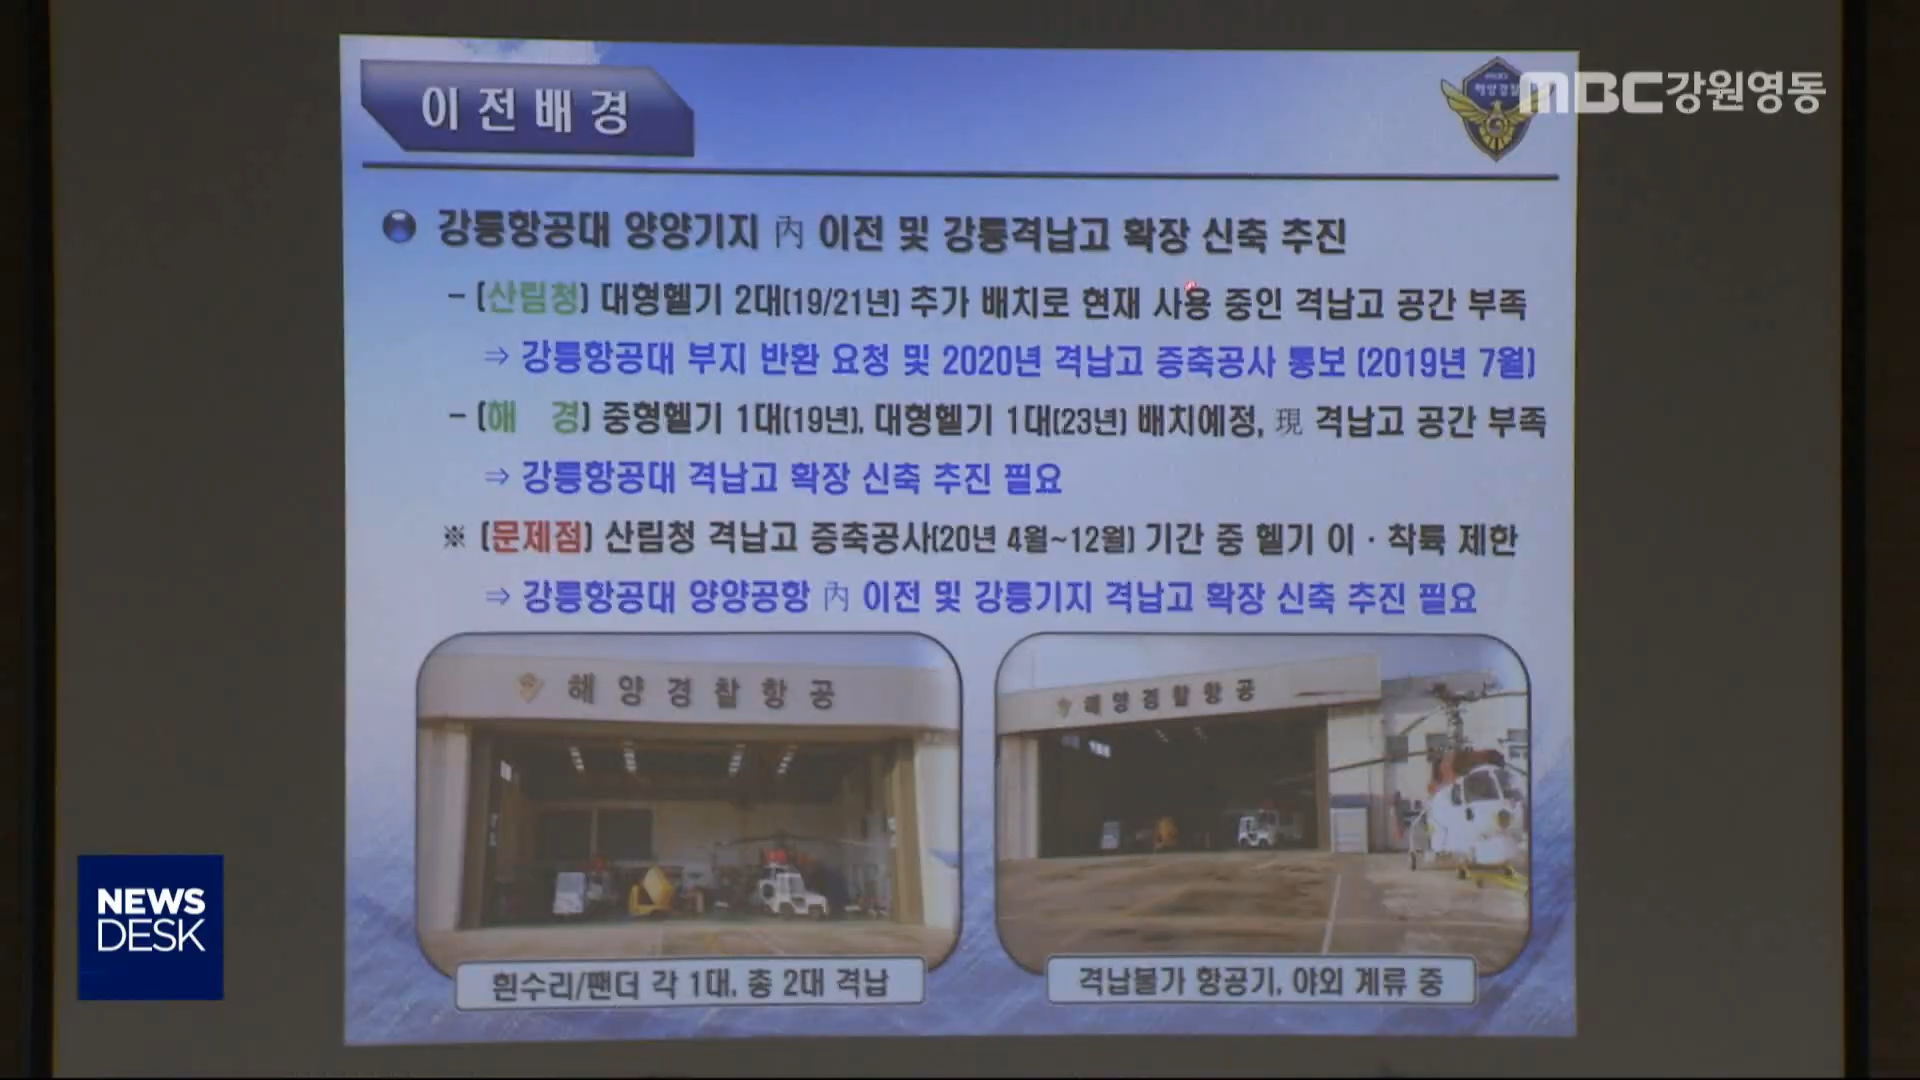 이전배경
MBC강원영동
해양경찰
강릉항공대 양양기지 內 이전 및 강릉격납고 확장 신축 추진
- (산림청) 대형헬기 2대(19/21년) 추가 배치로 현재 사용 중인 격납고 공간 부족
⇒ 강릉항공대 부지 반환 요청 및 2020년 격납고 증축공사 통보 (2019년 7월)
- (해 경) 중형헬기 1대(19년), 대형헬기 1대(23년) 배치예정, 現 격납고 공간 부족
⇒ 강릉항공대 격납고 확장 신축 추진 필요
※ (문제점) 산림청 격납고 증축공사(20년 4월~12월) 기간 중 헬기 이·착륙 제한
⇒ 강릉항공대 양양공항 內 이전 및 강릉기지 격납고 확장 신축 추진 필요
해양경찰항공
해양경찰항공
흰수리/팬더 각 1대, 총 2대 격납
격납불가 항공기, 야외 계류 중
NEWS
DESK